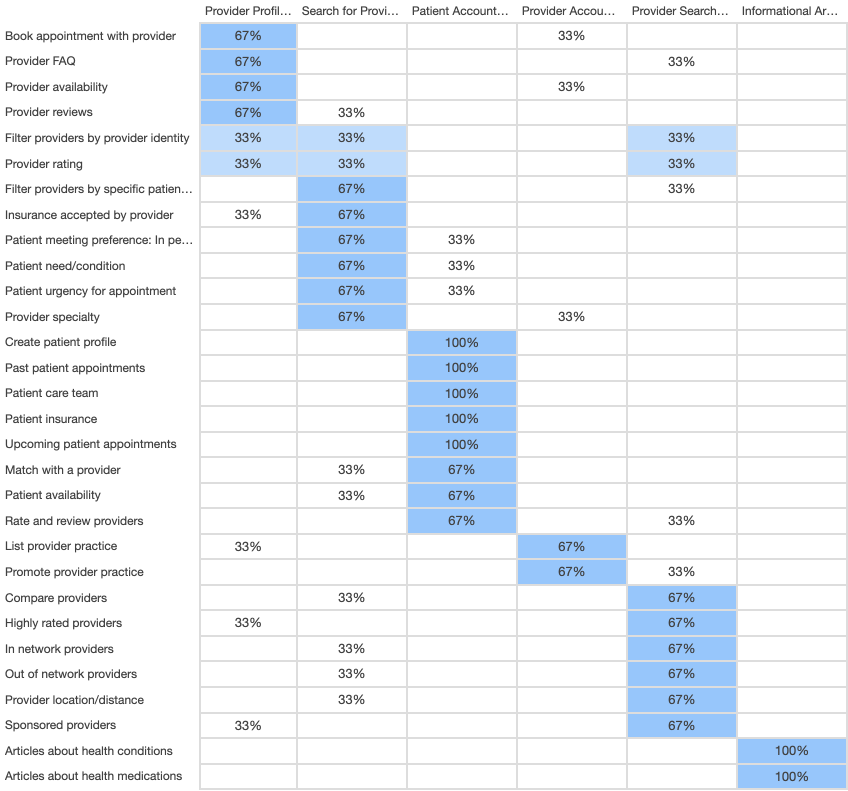 Provider Profil... Search for Provi... Patient Account... Provider Accou... Provider Search... Informational Ar...
Book appointment with provider 67% 33%
Provider FAQ 67% 33%
Provider availability 67% 33%
Provider reviews 67% 33%
Filter providers by provider identity 33% 33% 33%
Provider rating 33% 33% 33%
Filter providers by specific patien... 67% 33%
Insurance accepted by provider 33% 67%
Patient meeting preference: In pe... 67% 33%
Patient need/condition 67% 33%
Patient urgency for appointment 67% 33%
Provider specialty 67% 33%
Create patient profile 100%
Past patient appointments 100%
Patient care team 100%
Patient insurance 100%
Upcoming patient appointments 100%
Match with a provider 33% 67%
Patient availability 33% 67%
Rate and review providers 67% 33%
List provider practice 33% 67%
Promote provider practice 67% 33%
Compare providers 33% 67%
Highly rated providers 33% 67%
In network providers 33% 67%
Out of network providers 33% 67%
Provider location/distance 33% 67%
Sponsored providers 33% 67%
Articles about health conditions 100%
Articles about health medications 100%